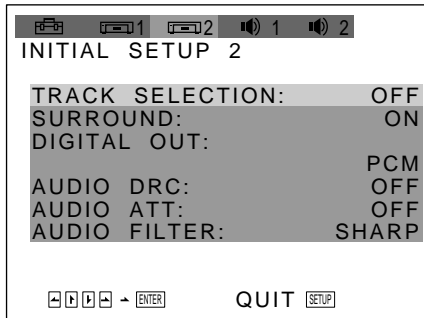 1 2 1 2
INITIAL SETUP 2
TRACK SELECTION: OFF
SURROUND: ON
DIGITAL OUT:
PCM
AUDIO DRC: OFF
AUDIO ATT: OFF
AUDIO FILTER: SHARP
ENTER QUIT SETUP